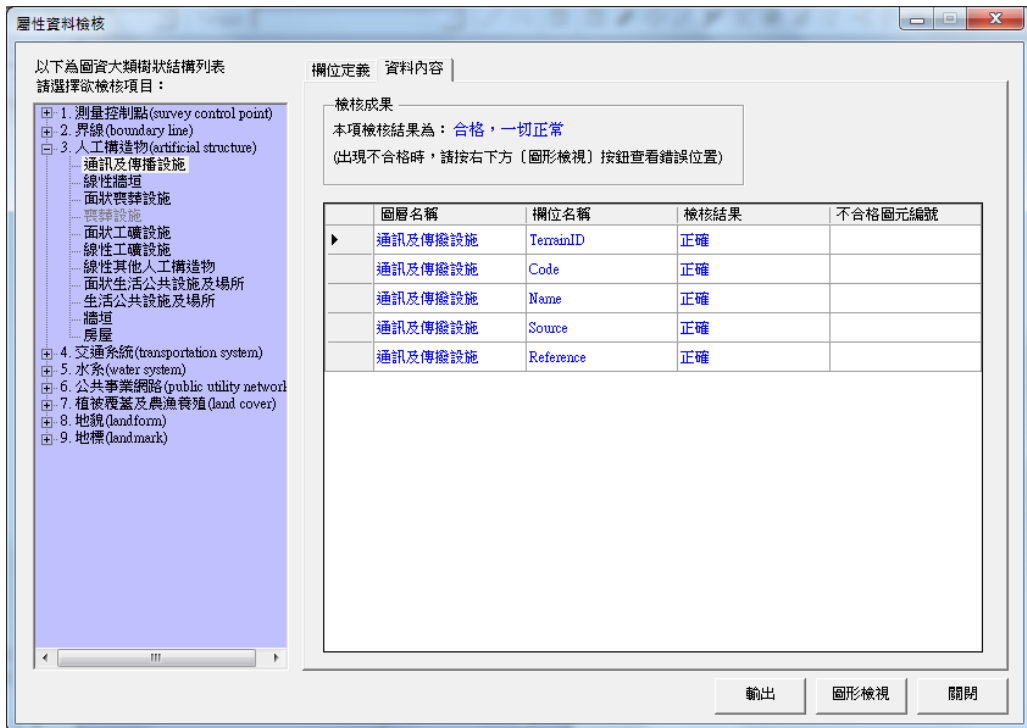 屬性資料檢核
以下為圖資大類樹狀結構列表
請選擇欲檢核項目：
1. 測量控制點(survey control point)
2. 界線(boundary line)
3. 人工構造物(artificial structure)
通訊及傳播設施
線性牆垣
面狀喪葬設施
喪葬設施
面狀工礦設施
線性工礦設施
線性其他人工構造物
面狀生活公共設施及場所
生活公共設施及場所
牆垣
房屋
4. 交通系統(transportation system)
5. 水系(water system)
6. 公共事業網路(public utility network
7. 植被覆蓋及農漁養殖(land cover)
8. 地貌(landform)
9. 地標(landmark)
欄位定義 資料內容
檢核成果
本項檢核結果為：合格，一切正常
(出現不合格時，請按右下方〔圖形檢視〕按鈕查看錯誤位置)
圖層名稱 欄位名稱 檢核結果 不合格圖元編號
通訊及傳撥設施 TerrainID 正確
通訊及傳撥設施 Code 正確
通訊及傳撥設施 Name 正確
通訊及傳撥設施 Source 正確
通訊及傳撥設施 Reference 正確
輸出 圖形檢視 關閉